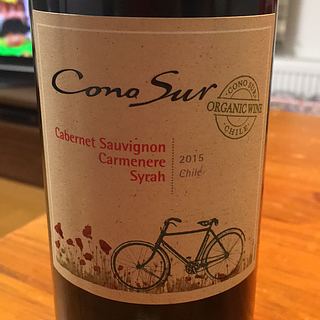 Cono Sur
CONO SUR
ORGANIC WINE
CHILE
Cabernet Sauvignon
Carmenere
Syrah
2015
Chile